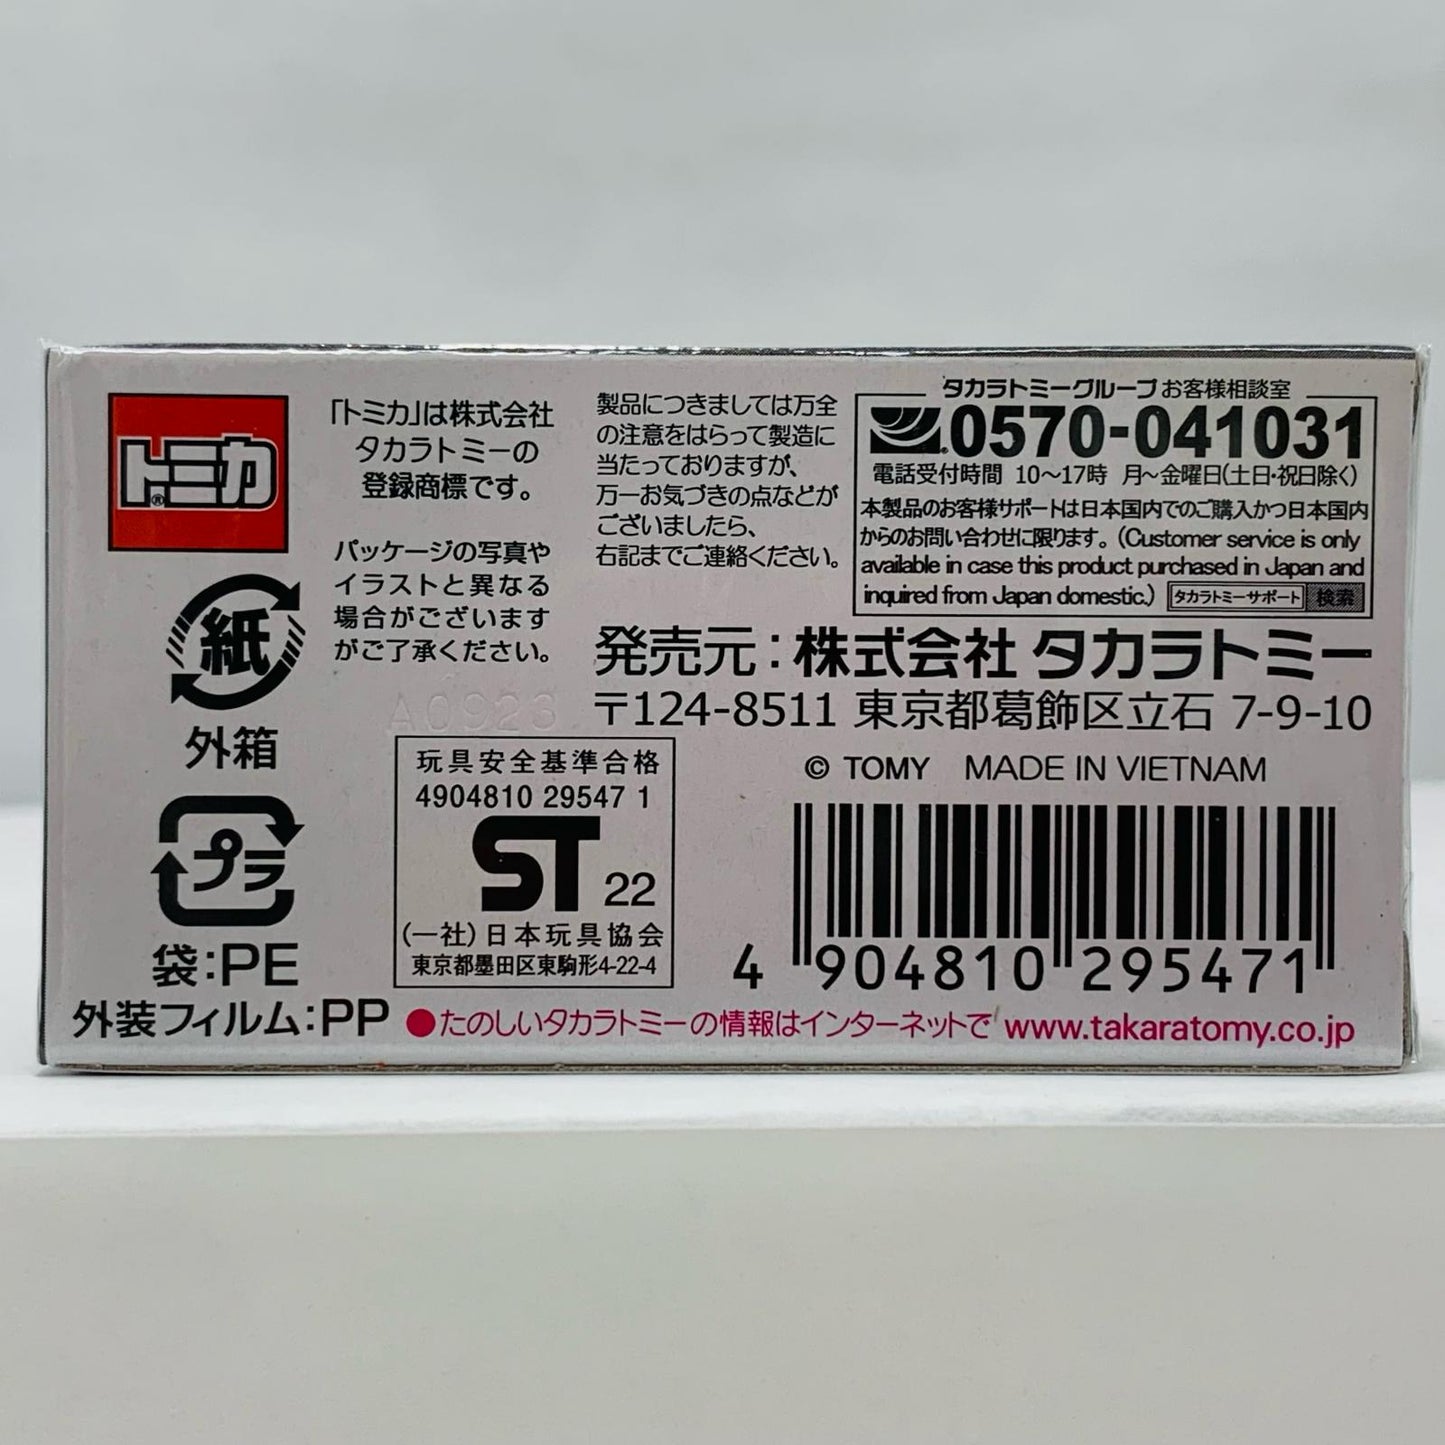 トミカ®
「トミカ」は株式会社
タカラトミーの
登録商標です。
パッケージの写真や
イラストと異なる
場合がございます
がご了承ください。
紙
外箱
プラ
袋:PE
外装フィルム:PP
A0923
製品につきましては万全
の注意をはらって製造に
当たっておりますが、
万一お気づきの点などが
ございましたら、
右記までご連絡ください。
タカラトミーグループ お客様相談室
0570-041031
電話受付時間 10〜17時 月〜金曜日(土日・祝日除く)
本製品のお客様サポートは日本国内でのご購入かつ日本国内
からのお問い合わせに限ります。(Customer service is only
available in case this product purchased in Japan and
inquired from Japan domestic.) タカラトミーサポート 検索
発売元:株式会社 タカラトミー
〒124-8511 東京都葛飾区立石 7-9-10
© TOMY MADE IN VIETNAM
玩具安全基準合格
4904810 29547 1
ST 22
(一社)日本玩具協会
東京都墨田区東駒形4-22-4
4 904810 295471
●たのしいタカラトミーの情報はインターネットで www.takaratomy.co.jp